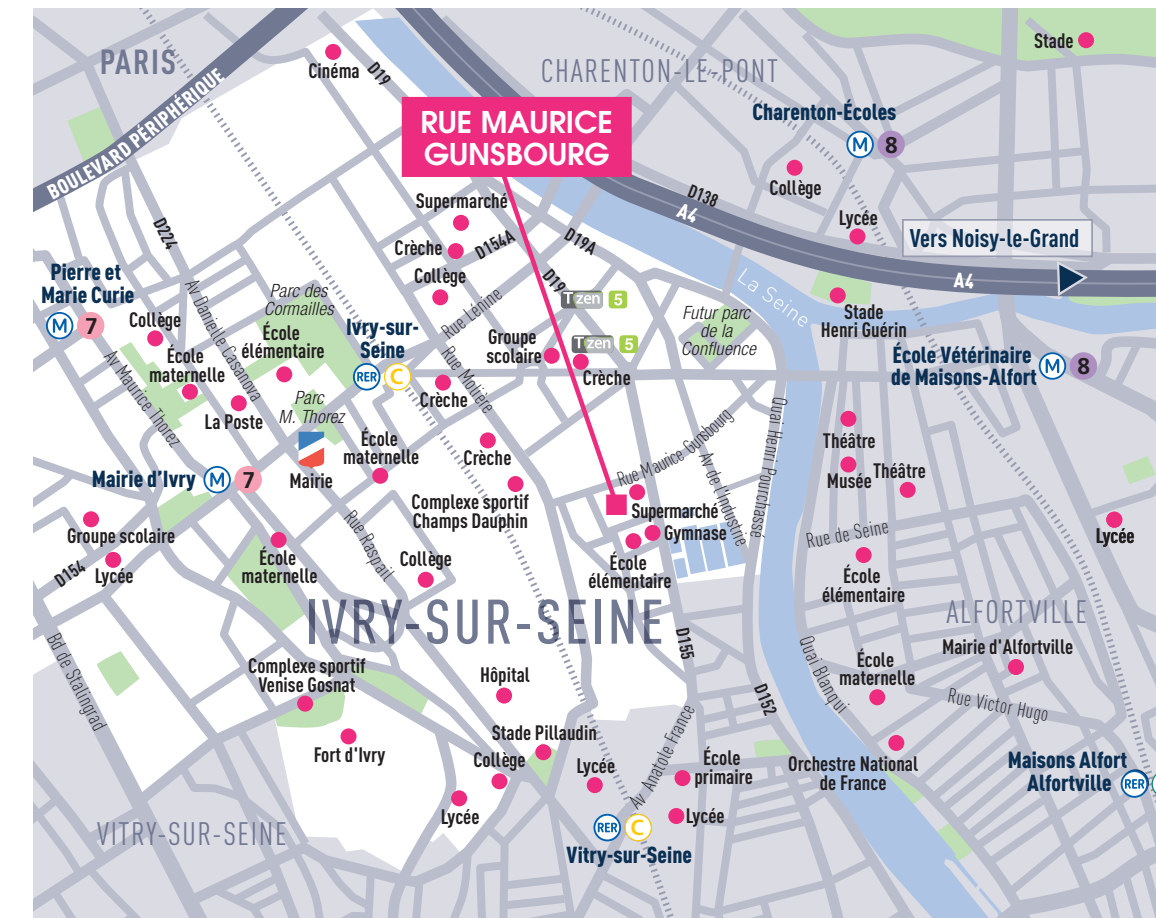 PARIS
Cinéma
D19
CHARENTON-LE-PONT
Stade
BOULEVARD PÉRIPHÉRIQUE
RUE MAURICE
GUNSBOURG
Charenton-Écoles
M 8
Collège
D138
A4
Lycée
Vers Noisy-le-Grand
A4
Supermarché
Crèche
D154A
D19A
Collège
D224
D19
La Seine
Pierre et
Marie Curie
M 7
Collège
Av Danielle Casanova
Parc des
Cormailles
École
élémentaire
Ivry-sur-
Seine
RER C
Rue Lénine
Tzen 5
Groupe
scolaire
Tzen 5
Crèche
Futur parc
de la
Confluence
Stade
Henri Guérin
École Vétérinaire
de Maisons-Alfort
M 8
École
maternelle
Av Maurice Thorez
La Poste
Parc
M. Thorez
Rue Molière
Crèche
Mairie
École
maternelle
Crèche
Rue Maurice Gunsbourg
Av de L'Industrie
Quai Henri Pourchassé
Théâtre
Musée
Théâtre
Mairie d'Ivry
M 7
Complexe sportif
Champs Dauphin
Supermarché
Gymnase
École
élémentaire
Rue de Seine
Lycée
Groupe scolaire
Lycée
D154
École
maternelle
Rue Raspail
Collège
École
élémentaire
IVRY-SUR-SEINE
ALFORTVILLE
Mairie d'Alfortville
Bd de Stalingrad
D155
D152
Quai Blanqui
École
maternelle
Rue Victor Hugo
Complexe sportif
Venise Gosnat
Hôpital
Fort d'Ivry
Stade Pillaudin
Collège
Lycée
Lycée
Av Anatole France
École
primaire
Lycée
Orchestre National
de France
Maisons Alfort
Alfortville
RER
VITRY-SUR-SEINE
RER C
Vitry-sur-Seine